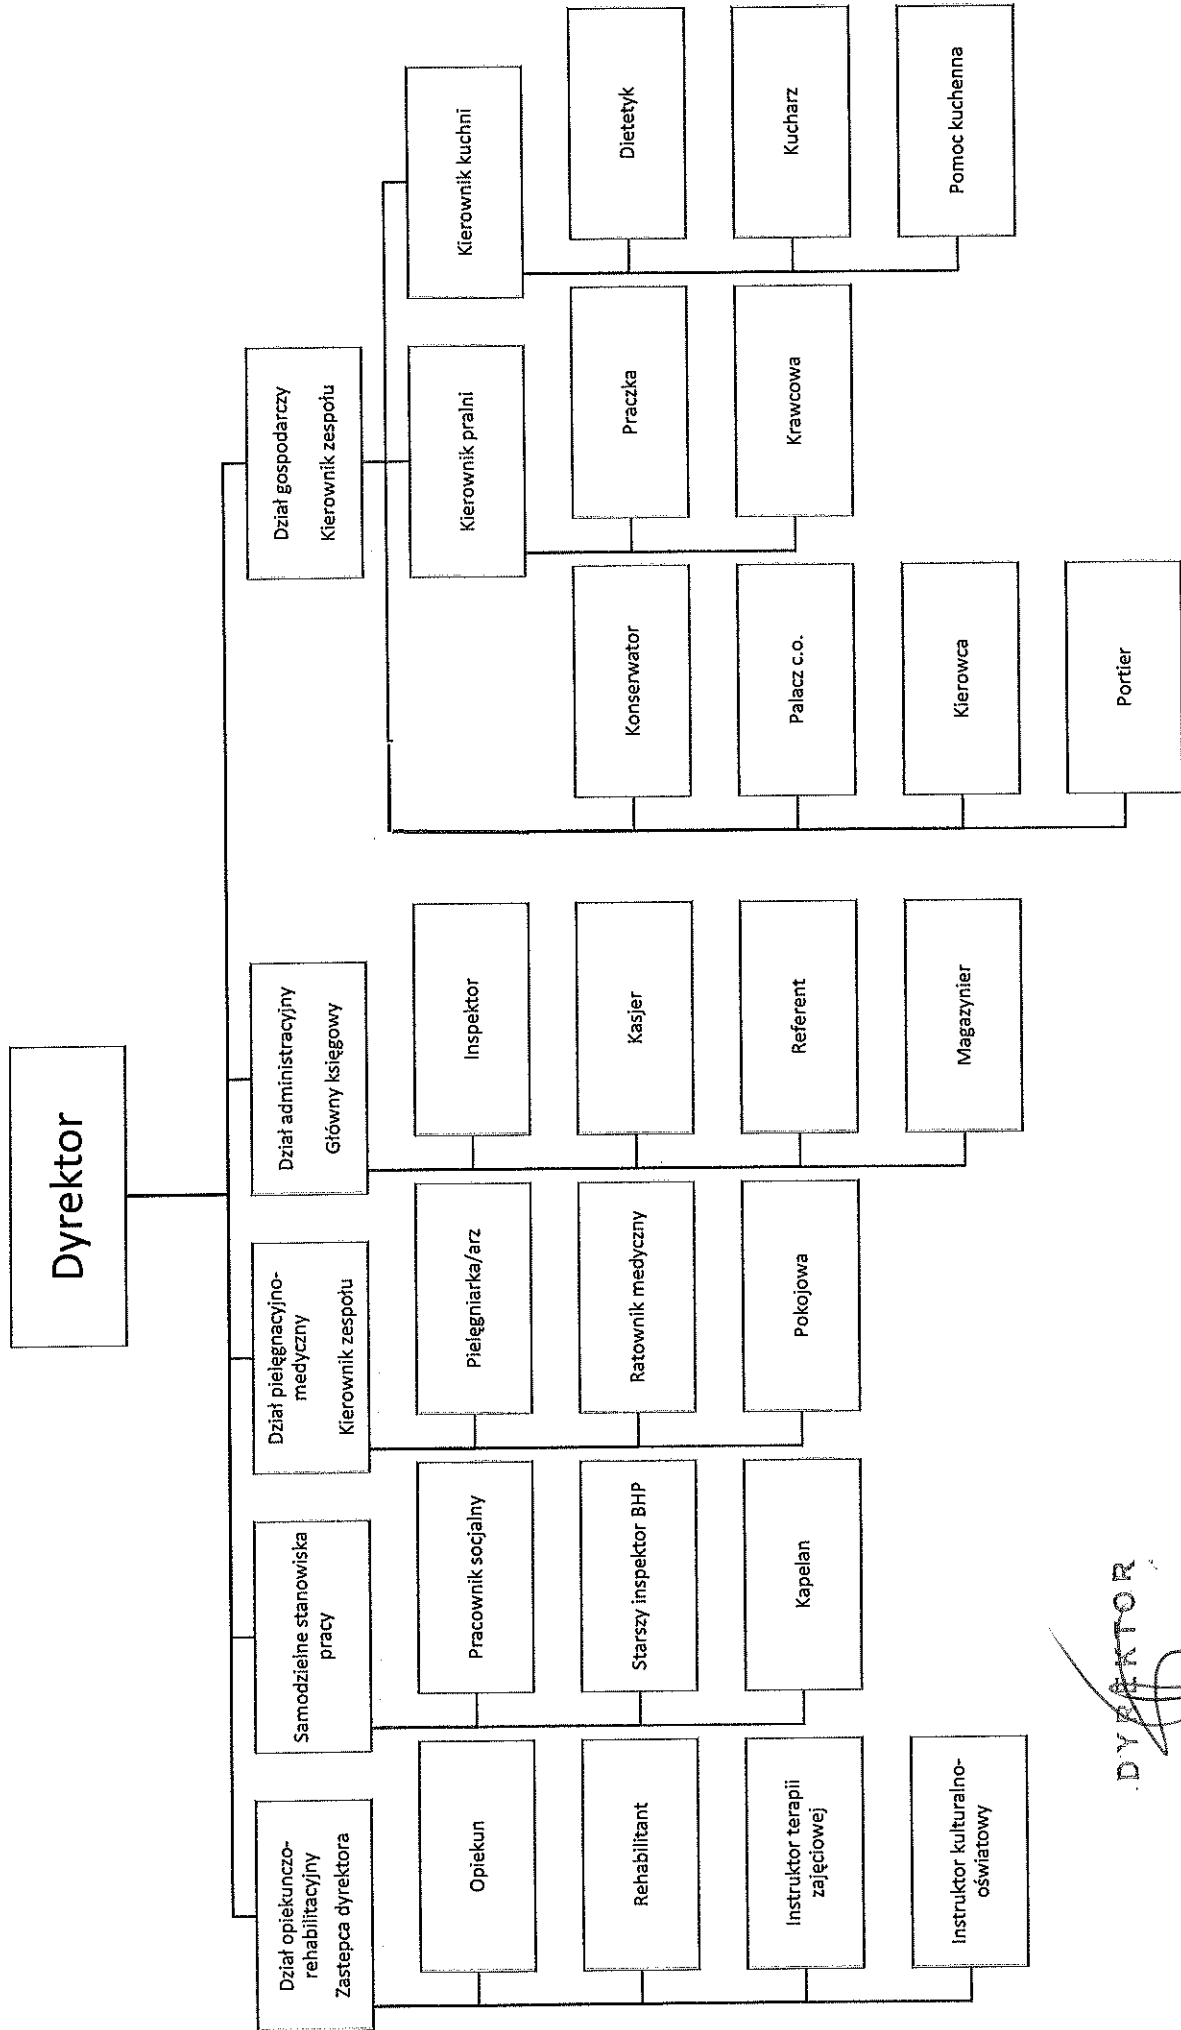 Dyrektor
Dział opiekunczo-
rehabilitacyjny
Zastepca dyrektora
Opiekun
Rehabilitant
Instruktor terapii
zajęciowej
Instruktor kulturalno-
oświatowy
Samodzielne stanowiska
pracy
Pracownik socjalny
Starszy inspektor BHP
Kapelan
Dział pielęgnacyjno-
medyczny
Kierownik zespołu
Pielęgniarka/arz
Ratownik medyczny
Pokojowa
Dział administracyjny
Główny księgowy
Inspektor
Kasjer
Referent
Magazynier
Dział gospodarczy
Kierownik zespołu
Konserwator
Palacz c.o.
Kierowca
Portier
Kierownik pralni
Praczka
Krawcowa
Kierownik kuchni
Dietetyk
Kucharz
Pomoc kuchenna
DYREKTOR